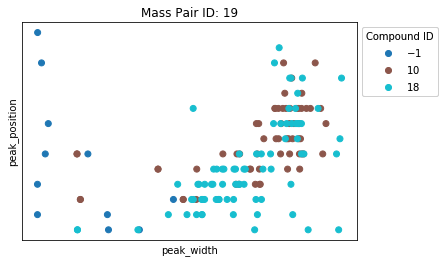 Mass Pair ID: 19
Compound ID
−1
10
18
peak_position
peak_width